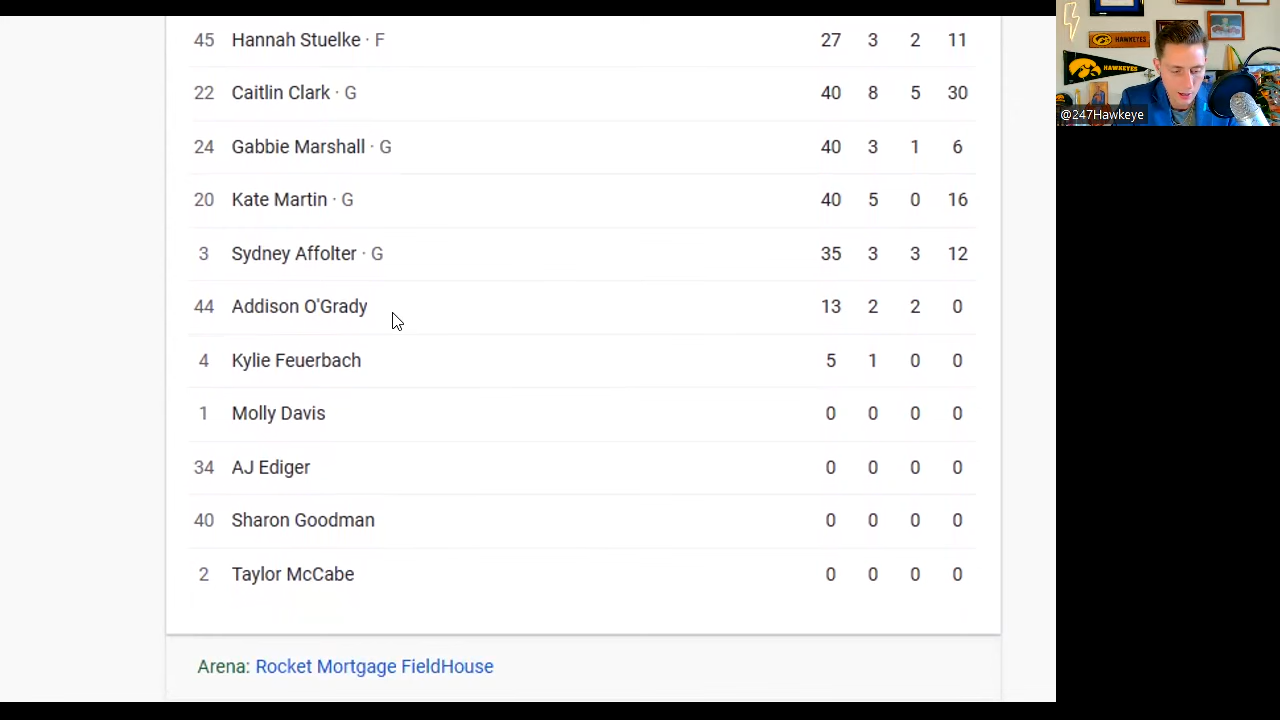 45 Hannah Stuelke · F 27 3 2 11
22 Caitlin Clark · G 40 8 5 30
24 Gabbie Marshall · G 40 3 1 6
20 Kate Martin · G 40 5 0 16
3 Sydney Affolter · G 35 3 3 12
44 Addison O'Grady 13 2 2 0
4 Kylie Feuerbach 5 1 0 0
1 Molly Davis 0 0 0 0
34 AJ Ediger 0 0 0 0
40 Sharon Goodman 0 0 0 0
2 Taylor McCabe 0 0 0 0
Arena: Rocket Mortgage FieldHouse
HAWKEYES
HAWKEYES
@247Hawkeye